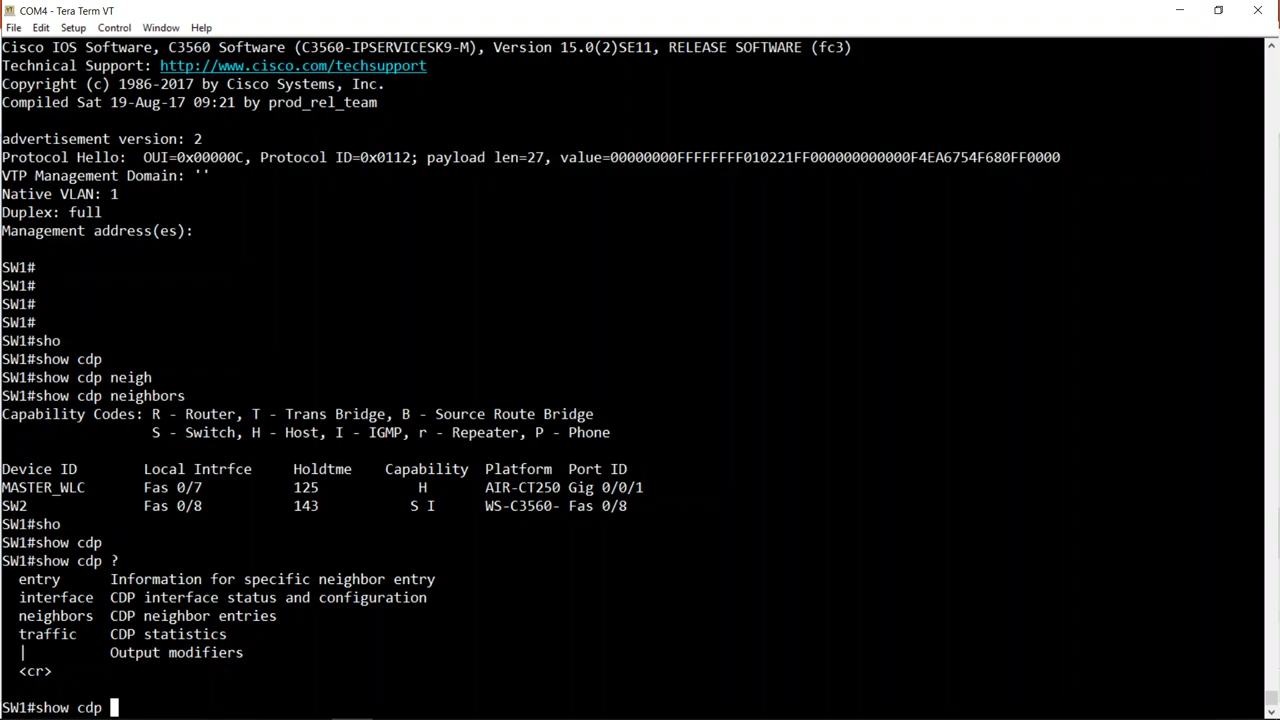 COM4 - Tera Term VT
File Edit Setup Control Window Help
Cisco IOS Software, C3560 Software (C3560-IPSERVICESK9-M), Version 15.0(2)SE11, RELEASE SOFTWARE (fc3)
Technical Support: http://www.cisco.com/techsupport
Copyright (c) 1986-2017 by Cisco Systems, Inc.
Compiled Sat 19-Aug-17 09:21 by prod_rel_team
advertisement version: 2
Protocol Hello:  OUI=0x00000C, Protocol ID=0x0112; payload len=27, value=00000000FFFFFFFF010221FF000000000000F4EA6754F680FF0000
VTP Management Domain: ''
Native VLAN: 1
Duplex: full
Management address(es):
SW1#
SW1#
SW1#
SW1#
SW1#sho
SW1#show cdp
SW1#show cdp neigh
SW1#show cdp neighbors
Capability Codes: R - Router, T - Trans Bridge, B - Source Route Bridge
                  S - Switch, H - Host, I - IGMP, r - Repeater, P - Phone
Device ID        Local Intrfce     Holdtme    Capability  Platform  Port ID
MASTER_WLC       Fas 0/7           125            H       AIR-CT250 Gig 0/0/1
SW2              Fas 0/8           143           S I      WS-C3560- Fas 0/8
SW1#sho
SW1#show cdp
SW1#show cdp ?
  entry      Information for specific neighbor entry
  interface  CDP interface status and configuration
  neighbors  CDP neighbor entries
  traffic    CDP statistics
  |          Output modifiers
  <cr>
SW1#show cdp